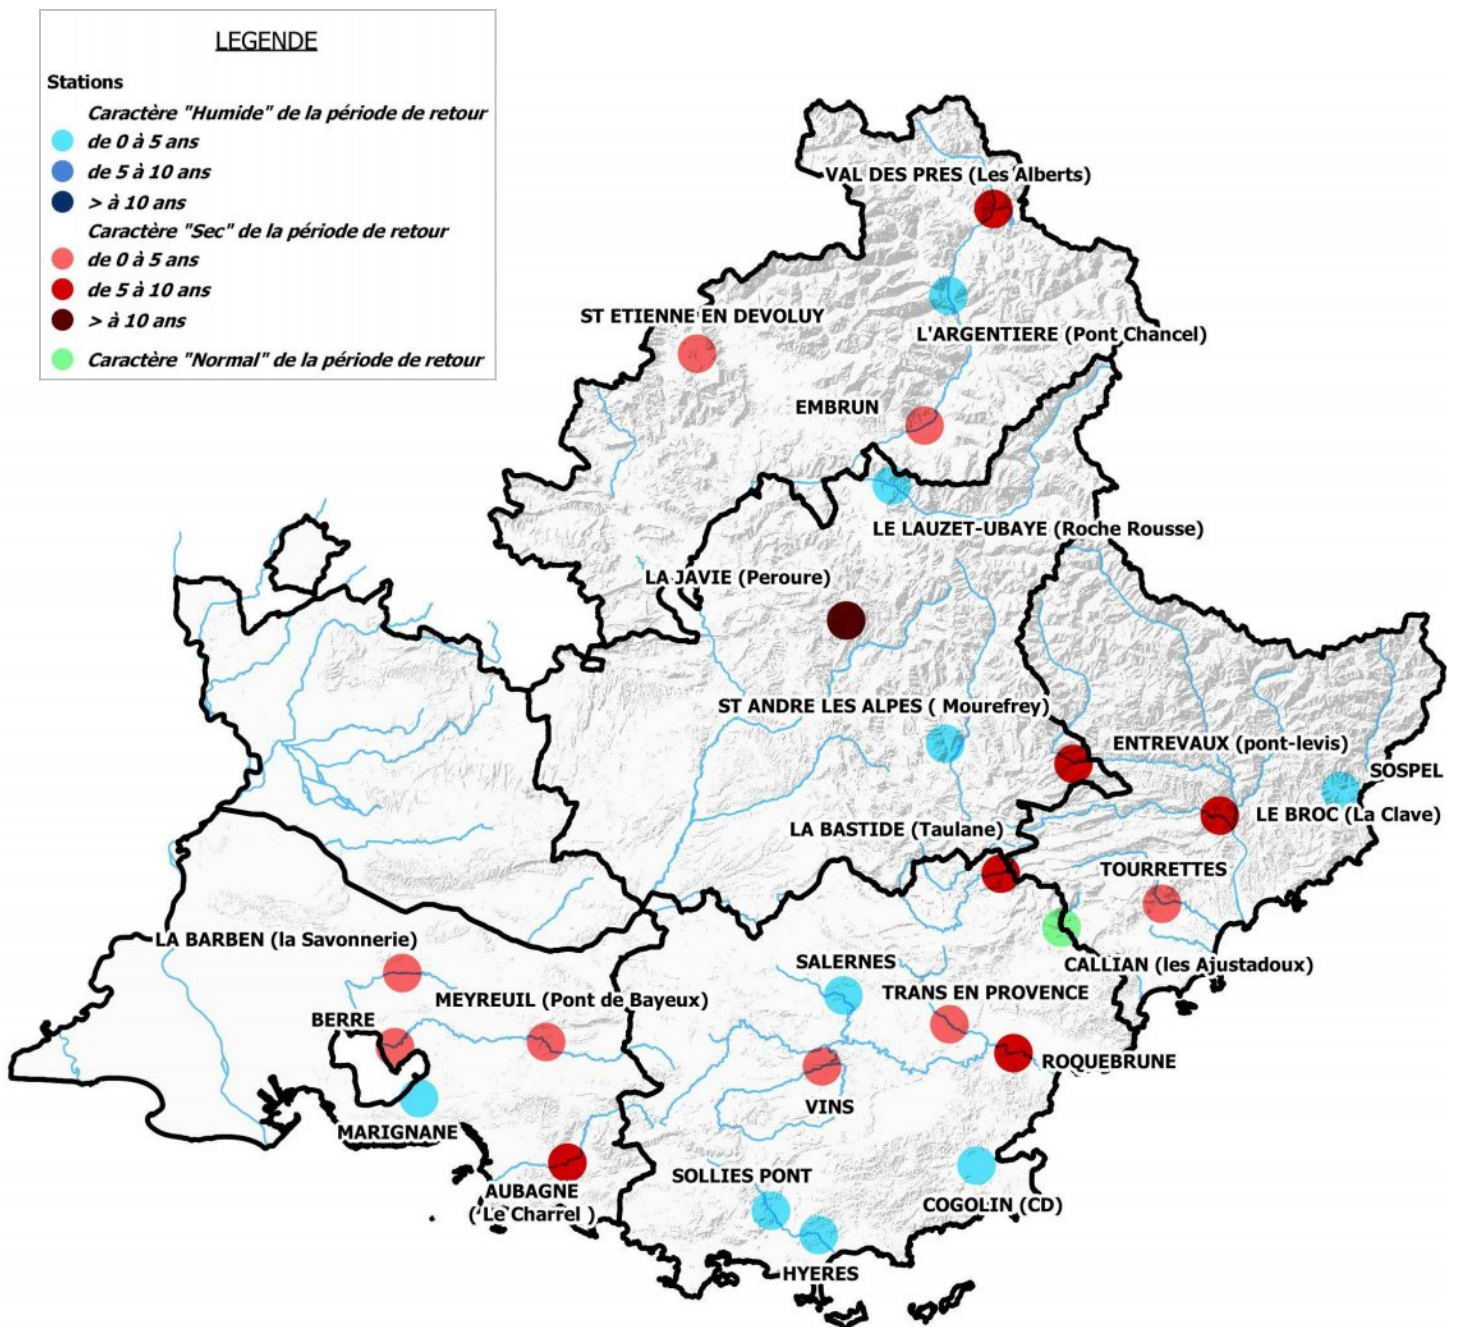 LEGENDE
Stations
Caractère "Humide" de la période de retour
de 0 à 5 ans
de 5 à 10 ans
> à 10 ans
Caractère "Sec" de la période de retour
de 0 à 5 ans
de 5 à 10 ans
> à 10 ans
Caractère "Normal" de la période de retour
VAL DES PRES (Les Alberts)
ST ETIENNE EN DEVOLUY
L'ARGENTIERE (Pont Chancel)
EMBRUN
LE LAUZET-UBAYE (Roche Rousse)
LA JAVIE (Peroure)
ST ANDRE LES ALPES ( Mourefrey)
ENTREVAUX (pont-levis)
SOSPEL
LE BROC (La Clave)
LA BASTIDE (Taulane)
TOURRETTES
LA BARBEN (la Savonnerie)
SALERNES
CALLIAN (les Ajustadoux)
TRANS EN PROVENCE
MEYREUIL (Pont de Bayeux)
BERRE
ROQUEBRUNE
VINS
MARIGNANE
SOLLIES PONT
AUBAGNE
( Le Charrel )
COGOLIN (CD)
HYERES